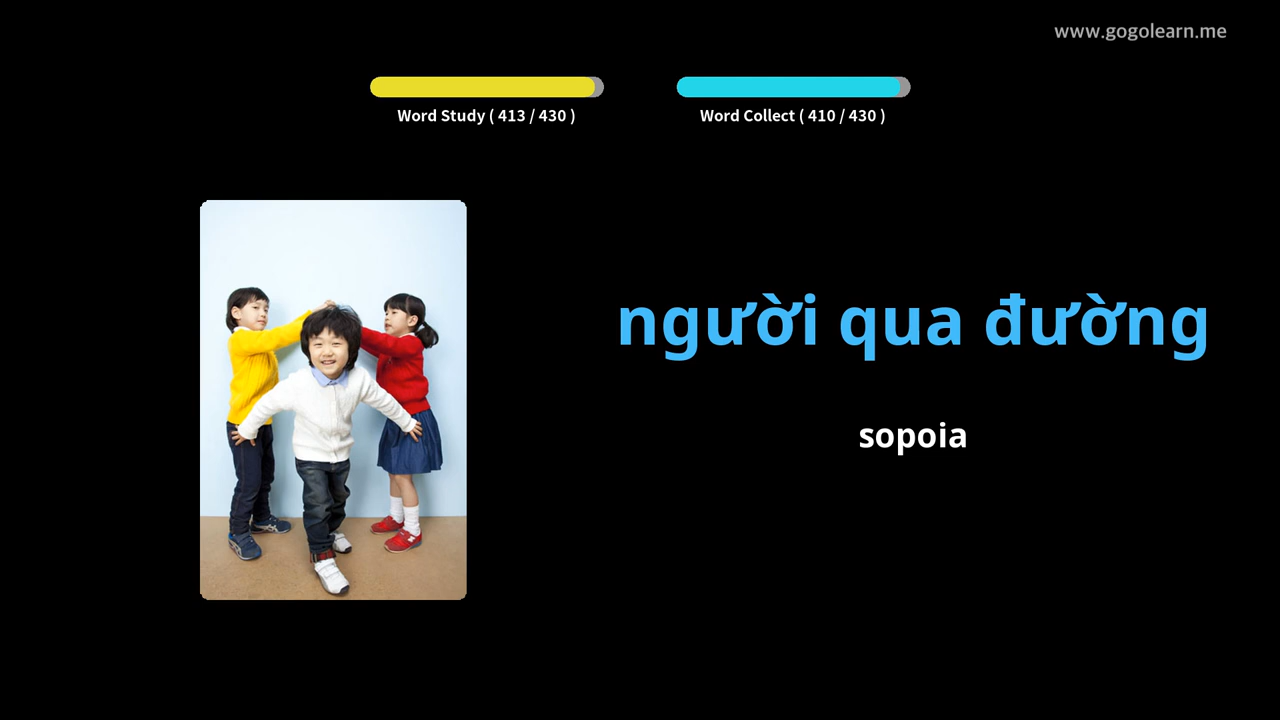 www.gogolearn.me
Word Study ( 413 / 430 )
Word Collect ( 410 / 430 )
người qua đường
sopoia